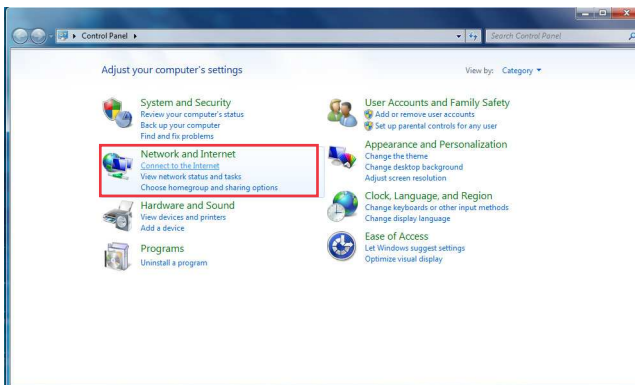 Control Panel
Search Control Panel
Adjust your computer's settings
View by: Category
System and Security
Review your computer's status
Back up your computer
Find and fix problems
Network and Internet
Connect to the Internet
View network status and tasks
Choose homegroup and sharing options
Hardware and Sound
View devices and printers
Add a device
Programs
Uninstall a program
User Accounts and Family Safety
Add or remove user accounts
Set up parental controls for any user
Appearance and Personalization
Change the theme
Change desktop background
Adjust screen resolution
Clock, Language, and Region
Change keyboards or other input methods
Change display language
Ease of Access
Let Windows suggest settings
Optimize visual display